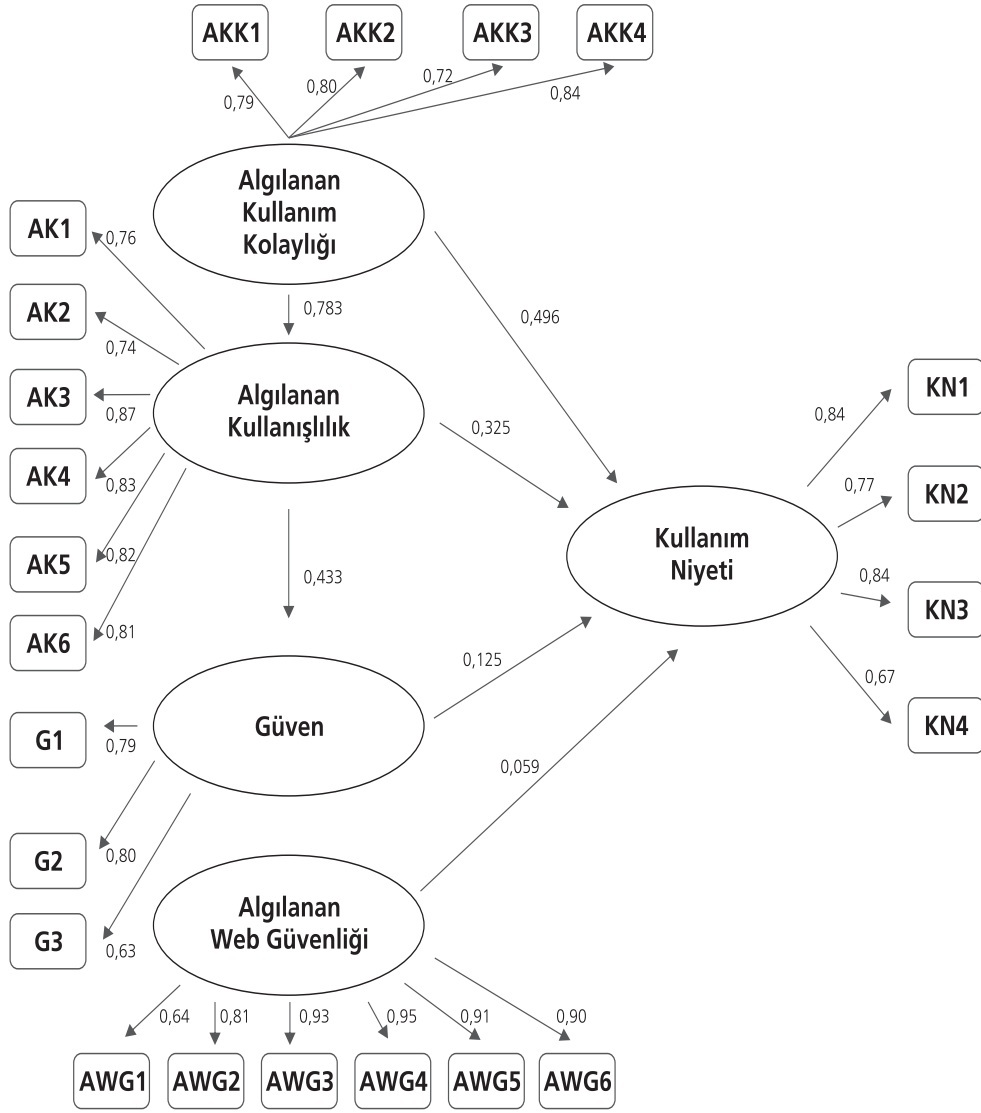 AKK1
AKK2
AKK3
AKK4
0,79
0,80
0,72
0,84
Algılanan
Kullanım
Kolaylığı
AK1
0,76
AK2
0,74
AK3
0,87
AK4
0,83
AK5
0,82
AK6
0,81
0,783
0,496
Algılanan
Kullanışlılık
0,325
0,433
Kullanım
Niyeti
0,84
KN1
0,77
KN2
0,84
KN3
0,67
KN4
Güven
0,125
G1
0,79
G2
0,80
G3
0,63
0,059
Algılanan
Web Güvenliği
0,64
0,81
0,93
0,95
0,91
0,90
AWG1
AWG2
AWG3
AWG4
AWG5
AWG6